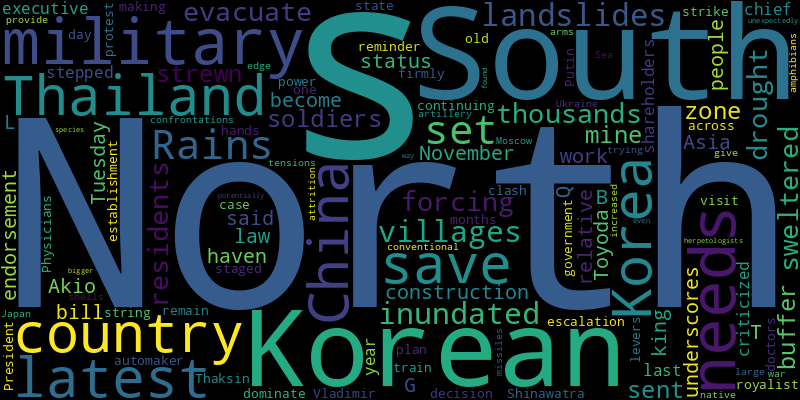 executive
provide
making
evacuate
state
landslides
strike
chief
unexpectedly
military
day
protest
S
South
reminder
old
status
firmly
people
arms
stepped
strewn
edge
power
one
Putin
Sea
shareholders
drought
amphibians
Thailand
become
soldiers
found
continuing
artillery
thousands
Ukraine
zone
L
confrontations
hands
species
Rains
set
Moscow
mine
across
Tuesday
establishment
tensions
November
way
work
trying
Asia
give
North
China
attrition
clash
Q
B
Korea
visit
sweltered
endorsement
Physicians
residents
case
potentially
said
law
forcing
months
government
relative
Toyoda
increased
even
needs
herpetologists
haven
staged
villages
conventional
bigger
shells
Akio
save
construction
underscores
criticized
buffer
Japan
bill
string
remain
inundated
escalation
levers
king
T
President
country
Korean
year
plan
missiles
automaker
train
last
doctors
war
latest
Thaksin
G
sent
large
royalist
dominate
Vladimir
decision
Shinawatra
native